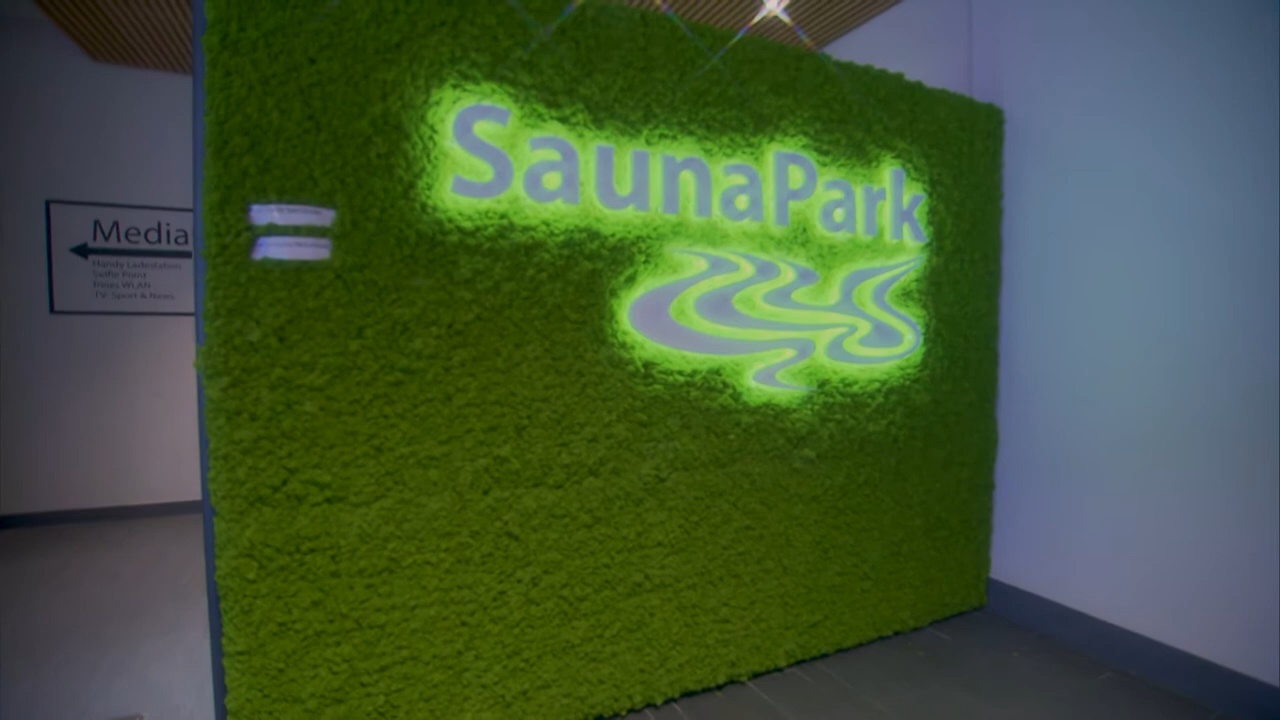 SaunaPark
Media
Handy Ladestation
Selfie Point
Freies WLAN
TV: Sport & News